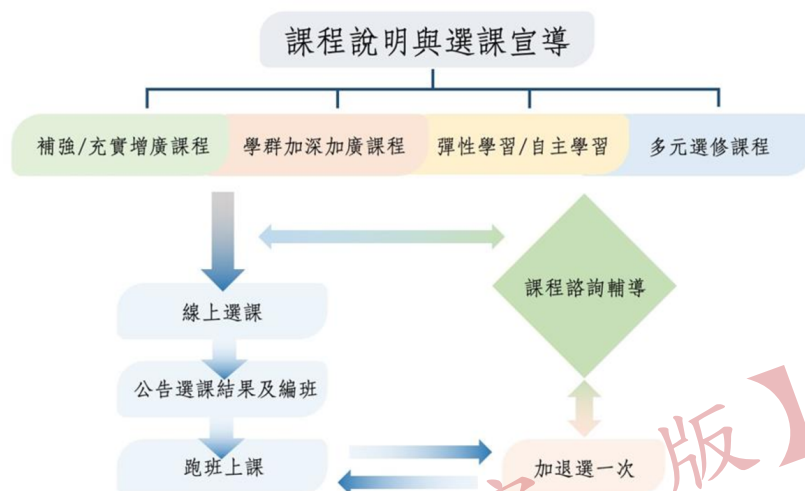 課程說明與選課宣導
補強/充實增廣課程
學群加深加廣課程
彈性學習/自主學習
多元選修課程
課程諮詢輔導
線上選課
公告選課結果及編班
跑班上課
加退選一次
版】